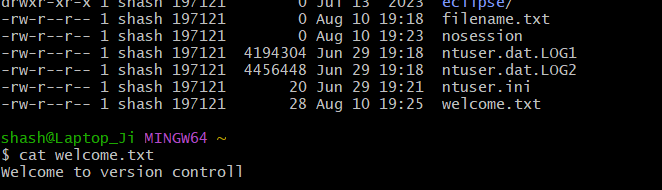 drwxr-xr-x 1 shash 197121 0 Jul 13 2023 eclipse/
-rw-r--r-- 1 shash 197121 0 Aug 10 19:18 filename.txt
-rw-r--r-- 1 shash 197121 0 Aug 10 19:23 nosession
-rw-r--r-- 1 shash 197121 4194304 Jun 29 19:18 ntuser.dat.LOG1
-rw-r--r-- 1 shash 197121 4456448 Jun 29 19:18 ntuser.dat.LOG2
-rw-r--r-- 1 shash 197121 20 Jun 29 19:21 ntuser.ini
-rw-r--r-- 1 shash 197121 28 Aug 10 19:25 welcome.txt
shash@Laptop_Ji MINGW64 ~
$ cat welcome.txt
Welcome to version controll